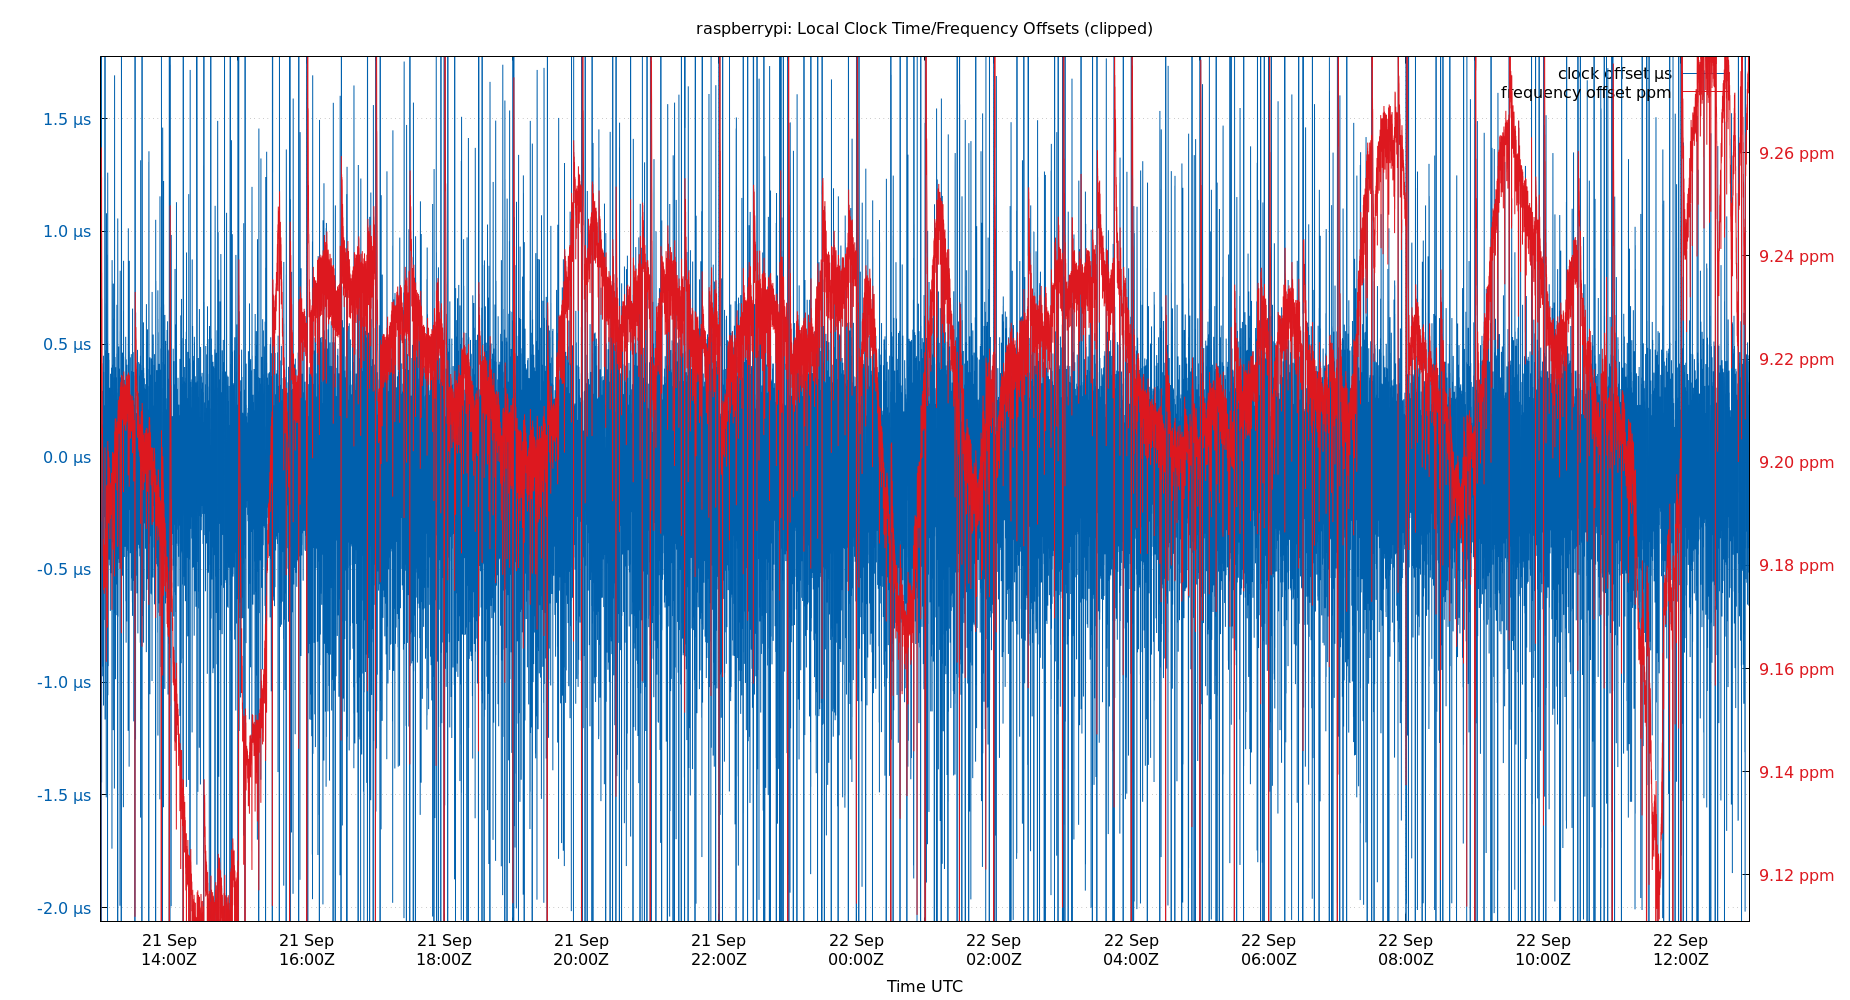 raspberrypi: Local Clock Time/Frequency Offsets (clipped)
clock offset µs
frequency offset ppm
1.5 µs
1.0 µs
0.5 µs
0.0 µs
-0.5 µs
-1.0 µs
-1.5 µs
-2.0 µs
9.26 ppm
9.24 ppm
9.22 ppm
9.20 ppm
9.18 ppm
9.16 ppm
9.14 ppm
9.12 ppm
21 Sep 21 Sep 21 Sep 21 Sep 21 Sep 22 Sep 22 Sep 22 Sep 22 Sep 22 Sep 22 Sep 22 Sep
14:00Z 16:00Z 18:00Z 20:00Z 22:00Z 00:00Z 02:00Z 04:00Z 06:00Z 08:00Z 10:00Z 12:00Z
Time UTC